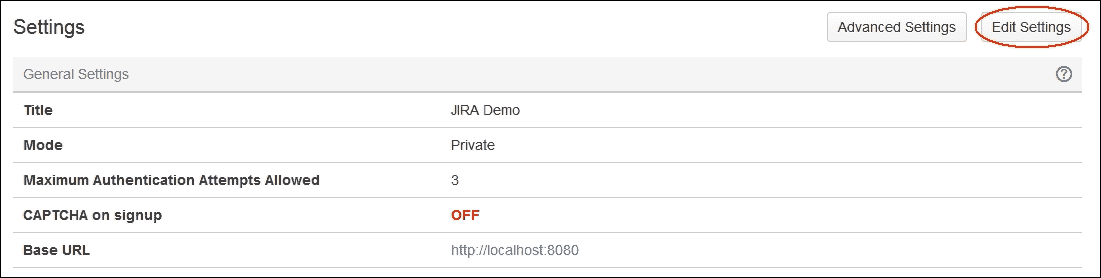 Settings
Advanced Settings
Edit Settings
General Settings
?
Title JIRA Demo
Mode Private
Maximum Authentication Attempts Allowed 3
CAPTCHA on signup OFF
Base URL http://localhost:8080